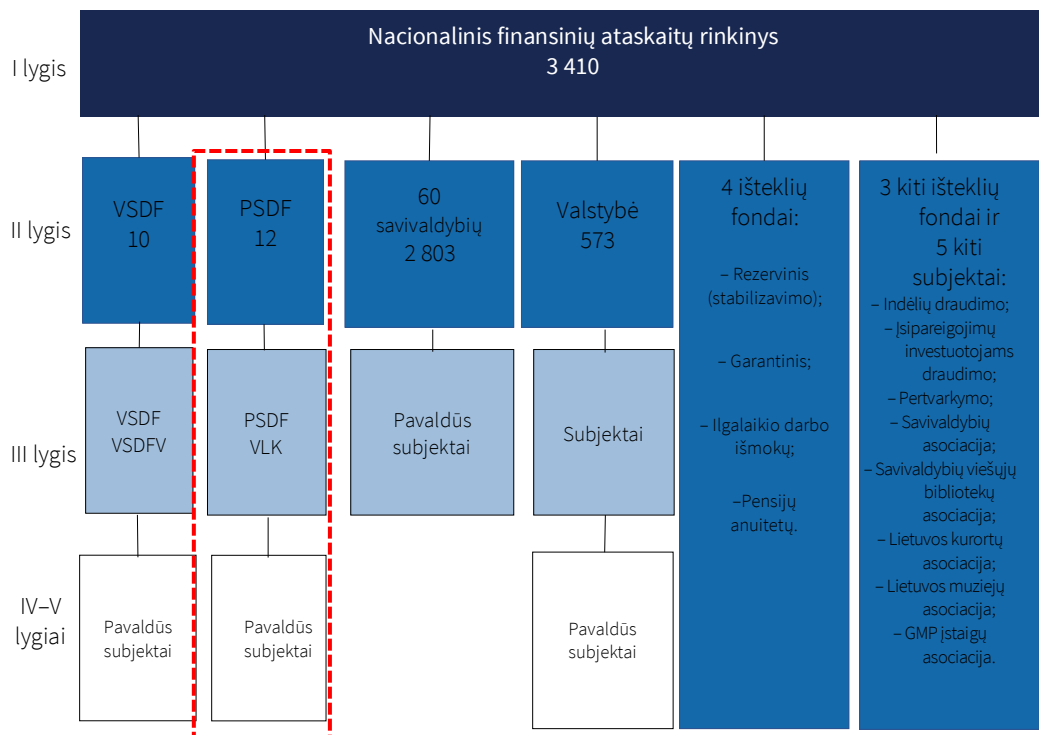 Nacionalinis finansinių ataskaitų rinkinys
3 410
I lygis
II lygis
VSDF
10
PSDF
12
60
savivaldybių
2 803
Valstybė
573
4 išteklių
fondai:
– Rezervinis
(stabilizavimo);
– Garantinis;
– Ilgalaikio darbo
išmokų;
–Pensijų
anuitetų.
3 kiti išteklių
fondai ir
5 kiti
subjektai:
– Indėlių draudimo;
– Įsipareigojimų
investuotojams
draudimo;
– Pertvarkymo;
– Savivaldybių
asociacija;
– Savivaldybių viešųjų
bibliotekų
asociacija;
– Lietuvos kurortų
asociacija;
– Lietuvos muziejų
asociacija;
– GMP įstaigų
asociacija.
III lygis
VSDF
VSDFV
PSDF
VLK
Pavaldūs
subjektai
Subjektai
IV–V
lygiai
Pavaldūs
subjektai
Pavaldūs
subjektai
Pavaldūs
subjektai